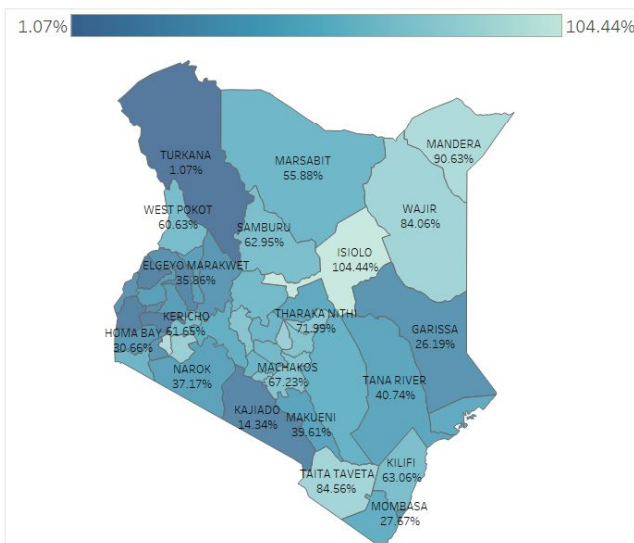 1.07% 104.44%
MANDERA
90.63%
TURKANA
1.07%
MARSABIT
55.88%
WAJIR
84.06%
WEST POKOT
60.63%
SAMBURU
62.95%
ISIOLO
104.44%
ELGEYO MARAKWET
35.86%
KERICHO
61.65%
THARAKA NITHI
71.99%
GARISSA
26.19%
HOMA BAY
30.66%
NAROK
37.17%
MACHAKOS
67.23%
TANA RIVER
40.74%
KAJIADO
14.34%
MAKUENI
39.61%
TAITA TAVETA
84.56%
KILIFI
63.06%
MOMBASA
27.67%